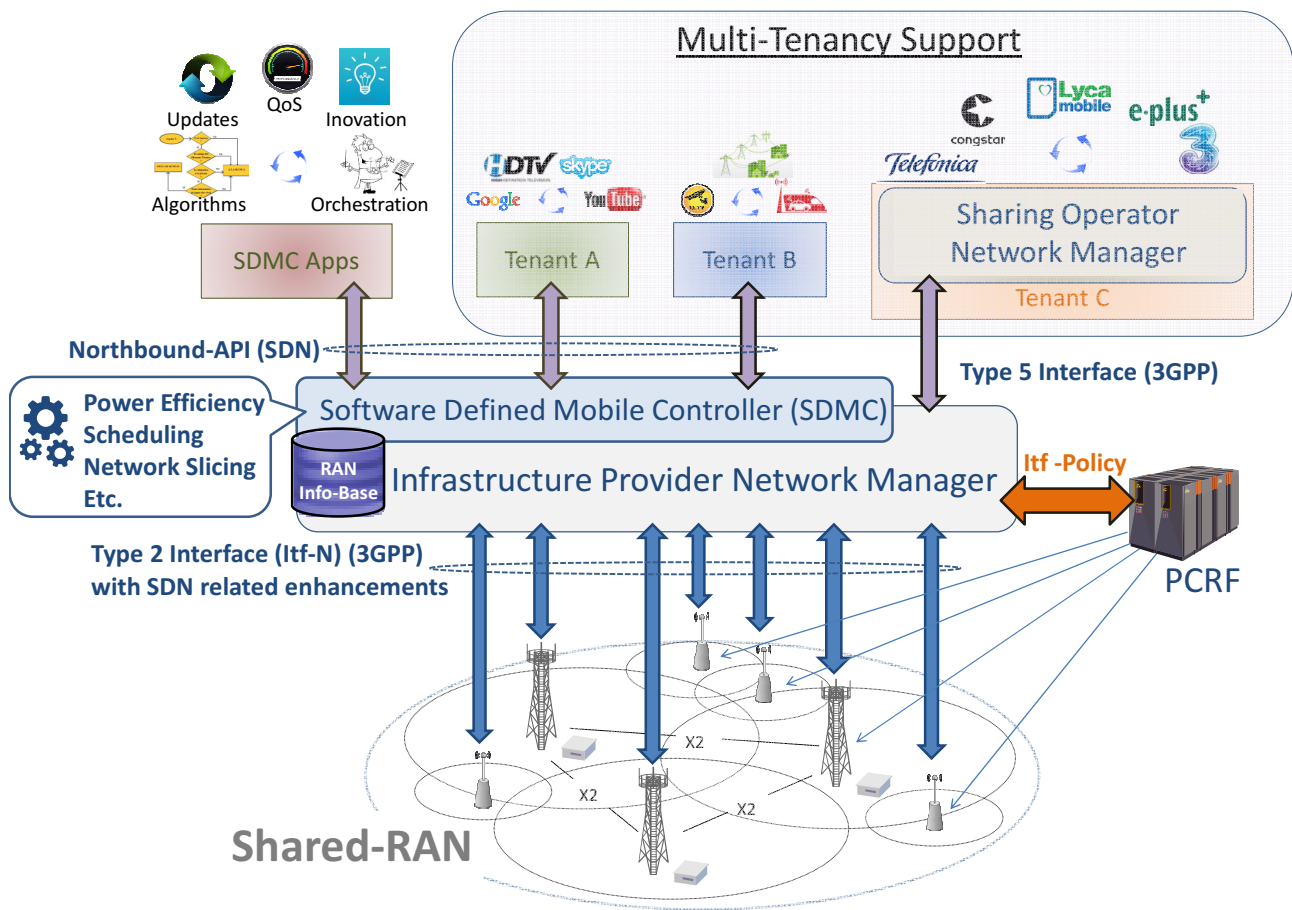 Multi-Tenancy Support
Updates
QoS
Inovation
Algorithms
Orchestration
HDTV
skype
Google
YouTube
congstar
Lyca
mobile
e·plus+
Telefónica
3
SDMC Apps
Tenant A
Tenant B
Sharing Operator
Network Manager
Tenant C
Northbound-API (SDN)
Type 5 Interface (3GPP)
Power Efficiency
Scheduling
Network Slicing
Etc.
Software Defined Mobile Controller (SDMC)
RAN
Info-Base
Infrastructure Provider Network Manager
Itf -Policy
PCRF
Type 2 Interface (Itf-N) (3GPP)
with SDN related enhancements
X2
X2
X2
Shared-RAN